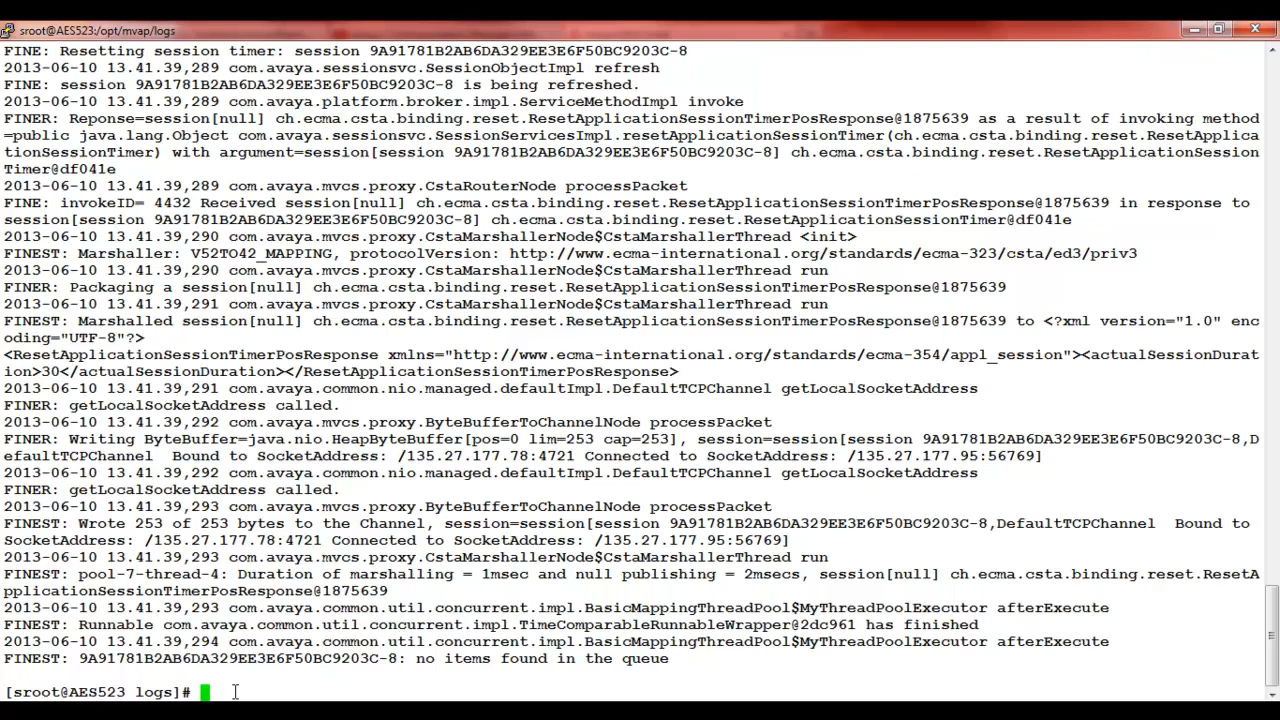 sroot@AES523:/opt/mvap/logs
FINE: Resetting session timer: session 9A91781B2AB6DA329EE3E6F50BC9203C-8
2013-06-10 13.41.39,289 com.avaya.sessionsvc.SessionObjectImpl refresh
FINE: session 9A91781B2AB6DA329EE3E6F50BC9203C-8 is being refreshed.
2013-06-10 13.41.39,289 com.avaya.platform.broker.impl.ServiceMethodImpl invoke
FINER: Reponse=session[null] ch.ecma.csta.binding.reset.ResetApplicationSessionTimerPosResponse@1875639 as a result of invoking method
=public java.lang.Object com.avaya.sessionsvc.SessionServicesImpl.resetApplicationSessionTimer(ch.ecma.csta.binding.reset.ResetApplica
tionSessionTimer) with argument=session[session 9A91781B2AB6DA329EE3E6F50BC9203C-8] ch.ecma.csta.binding.reset.ResetApplicationSession
Timer@df041e
2013-06-10 13.41.39,289 com.avaya.mvcs.proxy.CstaRouterNode processPacket
FINE: invokeID= 4432 Received session[null] ch.ecma.csta.binding.reset.ResetApplicationSessionTimerPosResponse@1875639 in response to
session[session 9A91781B2AB6DA329EE3E6F50BC9203C-8] ch.ecma.csta.binding.reset.ResetApplicationSessionTimer@df041e
2013-06-10 13.41.39,290 com.avaya.mvcs.proxy.CstaMarshallerNode$CstaMarshallerThread <init>
FINEST: Marshaller: V52TO42_MAPPING, protocolVersion: http://www.ecma-international.org/standards/ecma-323/csta/ed3/priv3
2013-06-10 13.41.39,290 com.avaya.mvcs.proxy.CstaMarshallerNode$CstaMarshallerThread run
FINER: Packaging a session[null] ch.ecma.csta.binding.reset.ResetApplicationSessionTimerPosResponse@1875639
2013-06-10 13.41.39,291 com.avaya.mvcs.proxy.CstaMarshallerNode$CstaMarshallerThread run
FINEST: Marshalled session[null] ch.ecma.csta.binding.reset.ResetApplicationSessionTimerPosResponse@1875639 to <?xml version="1.0" enc
oding="UTF-8"?>
<ResetApplicationSessionTimerPosResponse xmlns="http://www.ecma-international.org/standards/ecma-354/appl_session"><actualSessionDurat
ion>30</actualSessionDuration></ResetApplicationSessionTimerPosResponse>
2013-06-10 13.41.39,291 com.avaya.common.nio.managed.defaultImpl.DefaultTCPChannel getLocalSocketAddress
FINER: getLocalSocketAddress called.
2013-06-10 13.41.39,292 com.avaya.mvcs.proxy.ByteBufferToChannelNode processPacket
FINER: Writing ByteBuffer=java.nio.HeapByteBuffer[pos=0 lim=253 cap=253], session=session[session 9A91781B2AB6DA329EE3E6F50BC9203C-8,D
efaultTCPChannel  Bound to SocketAddress: /135.27.177.78:4721 Connected to SocketAddress: /135.27.177.95:56769]
2013-06-10 13.41.39,292 com.avaya.common.nio.managed.defaultImpl.DefaultTCPChannel getLocalSocketAddress
FINER: getLocalSocketAddress called.
2013-06-10 13.41.39,293 com.avaya.mvcs.proxy.ByteBufferToChannelNode processPacket
FINEST: Wrote 253 of 253 bytes to the Channel, session=session[session 9A91781B2AB6DA329EE3E6F50BC9203C-8,DefaultTCPChannel  Bound to
SocketAddress: /135.27.177.78:4721 Connected to SocketAddress: /135.27.177.95:56769]
2013-06-10 13.41.39,293 com.avaya.mvcs.proxy.CstaMarshallerNode$CstaMarshallerThread run
FINEST: pool-7-thread-4: Duration of marshalling = 1msec and null publishing = 2msecs, session[null] ch.ecma.csta.binding.reset.ResetA
pplicationSessionTimerPosResponse@1875639
2013-06-10 13.41.39,293 com.avaya.common.util.concurrent.impl.BasicMappingThreadPool$MyThreadPoolExecutor afterExecute
FINEST: Runnable com.avaya.common.util.concurrent.impl.TimeComparableRunnableWrapper@2dc961 has finished
2013-06-10 13.41.39,294 com.avaya.common.util.concurrent.impl.BasicMappingThreadPool$MyThreadPoolExecutor afterExecute
FINEST: 9A91781B2AB6DA329EE3E6F50BC9203C-8: no items found in the queue
[sroot@AES523 logs]#